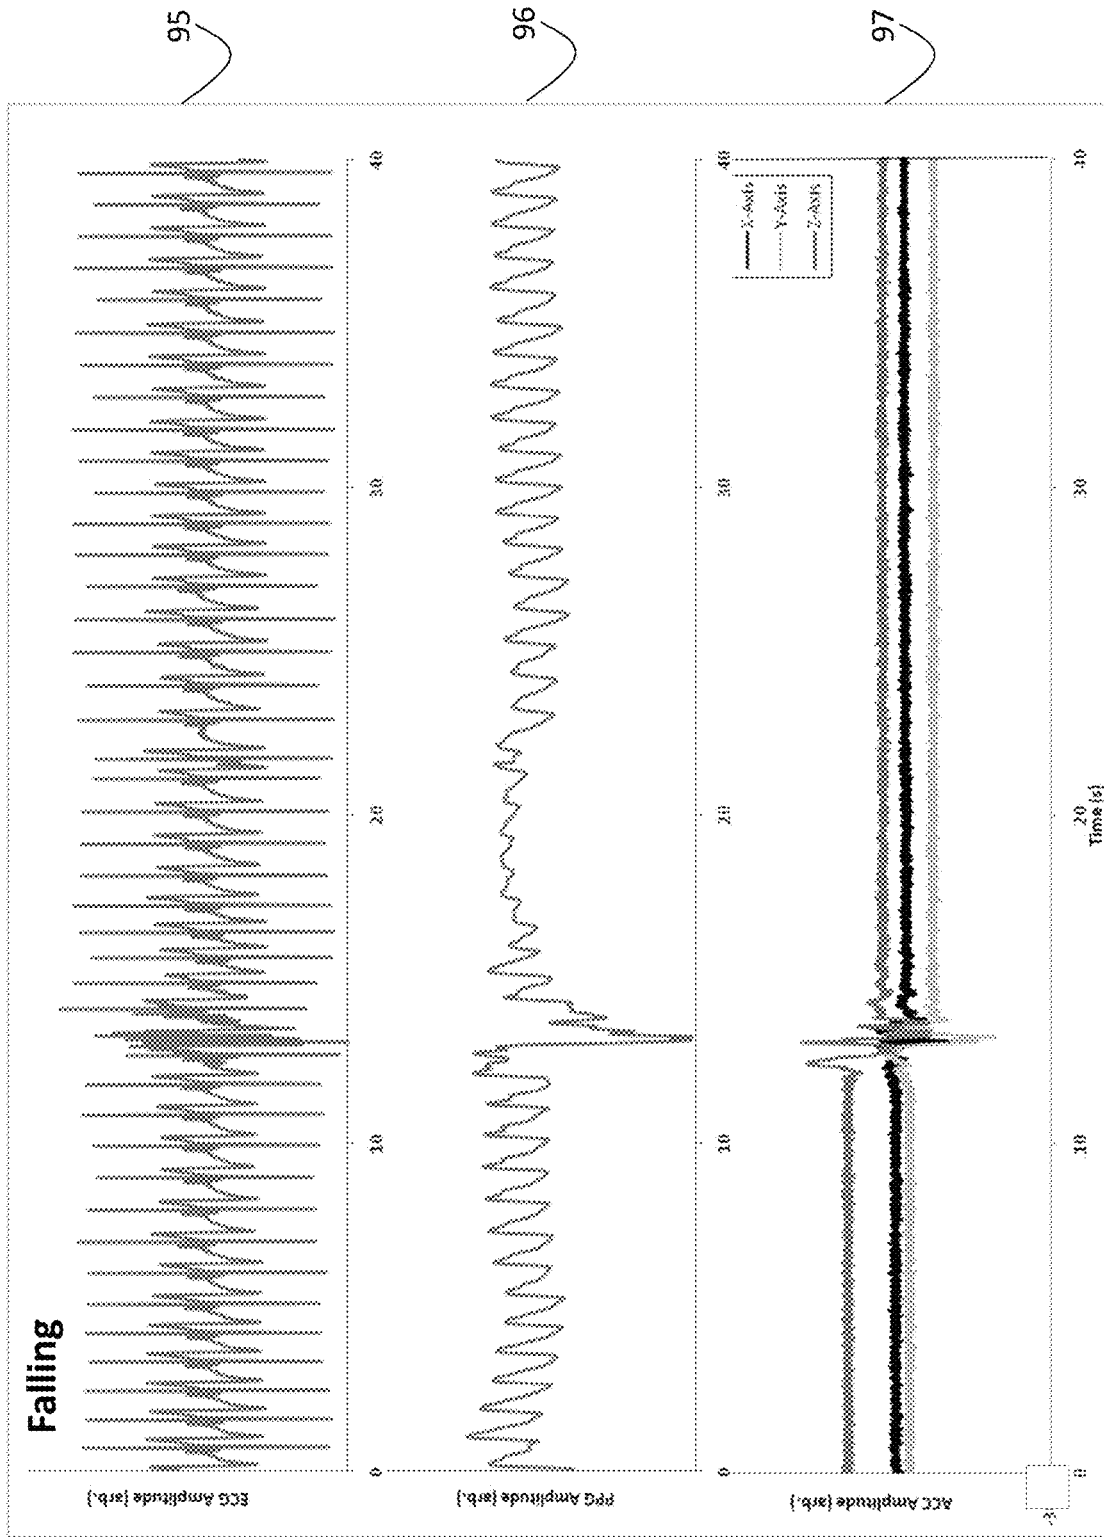 Falling
ECG Amplitude (arb.)
0
10
20
30
40
95
PPG Amplitude (arb.)
0
10
20
30
40
96
ACC Amplitude (arb.)
X-Axis
Y-Axis
Z-Axis
0
10
20
30
40
Time (s)
97